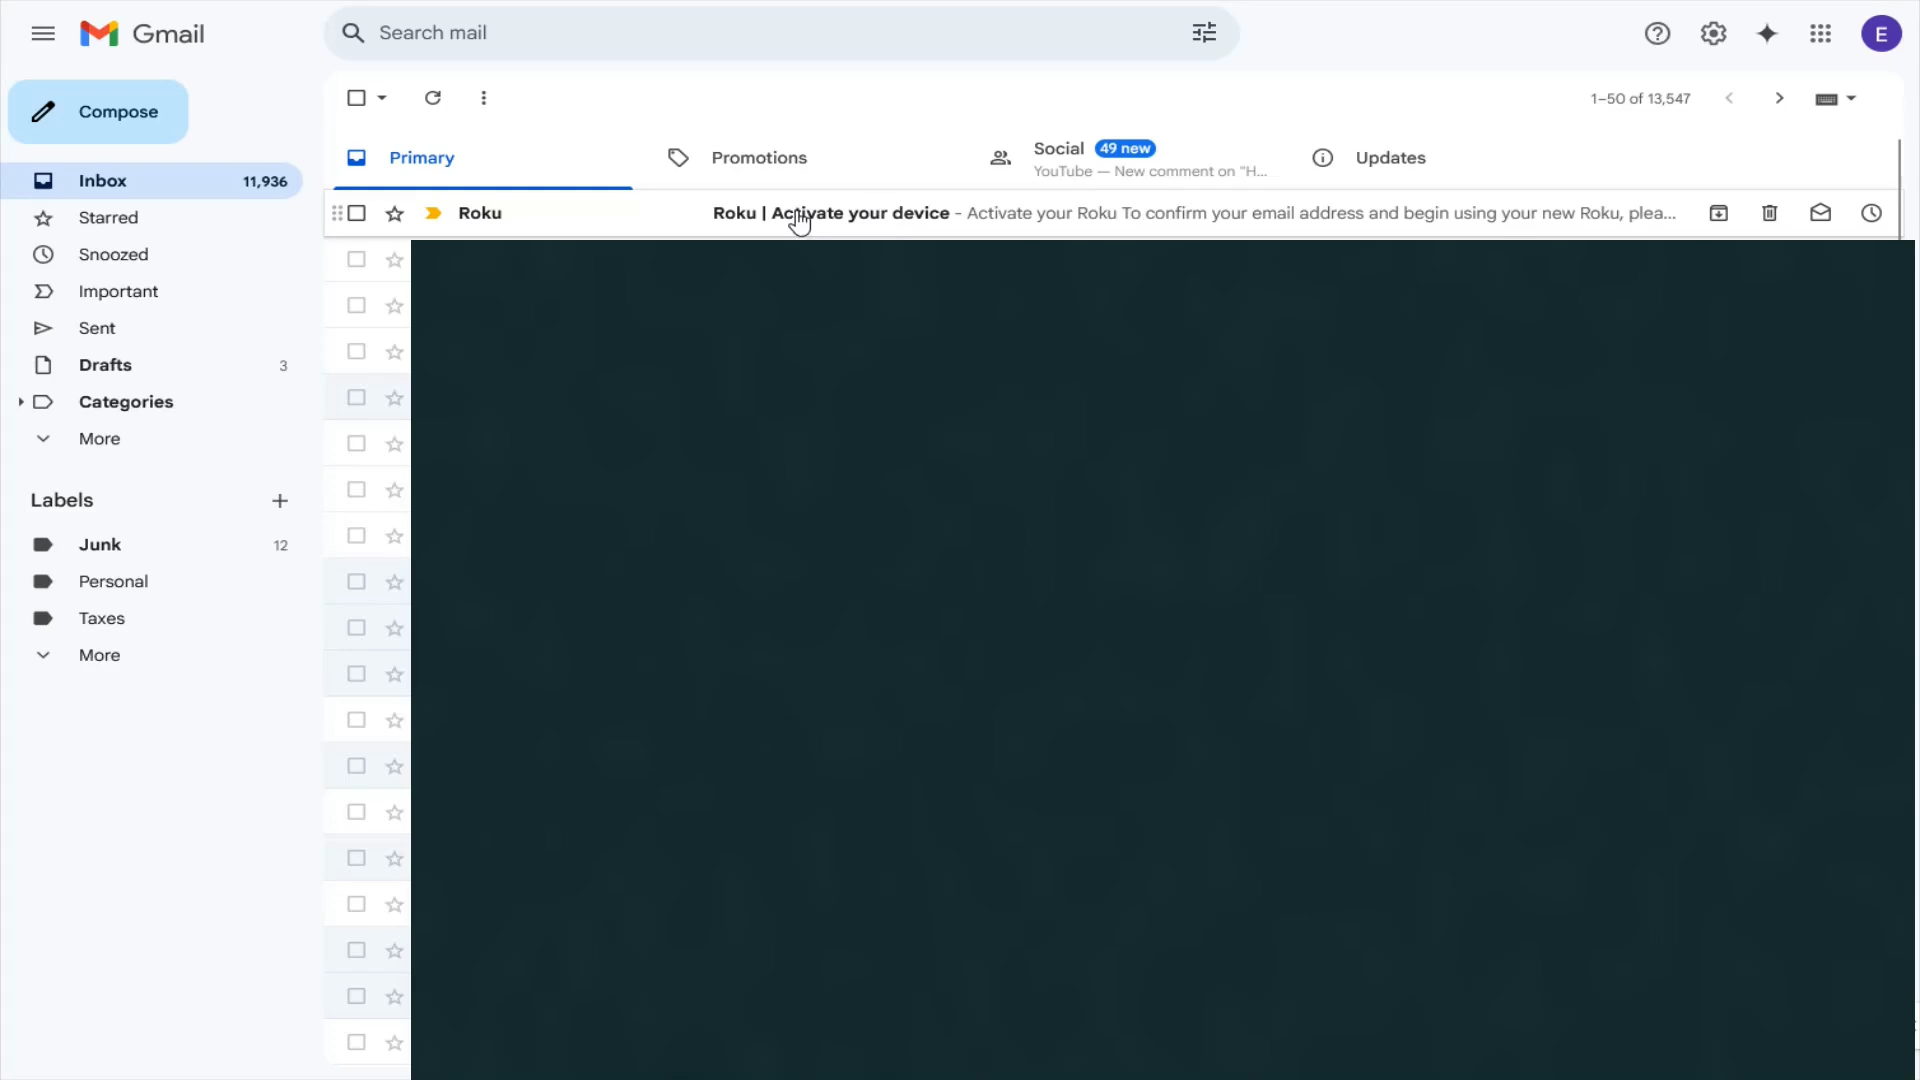 Gmail
Search mail
E
Compose
1–50 of 13,547
Primary
Promotions
Social 49 new
YouTube — New comment on "H...
Updates
Inbox 11,936
Starred
Snoozed
Important
Sent
Drafts 3
Categories
More
Labels +
Junk 12
Personal
Taxes
More
Roku Roku | Activate your device - Activate your Roku To confirm your email address and begin using your new Roku, plea...